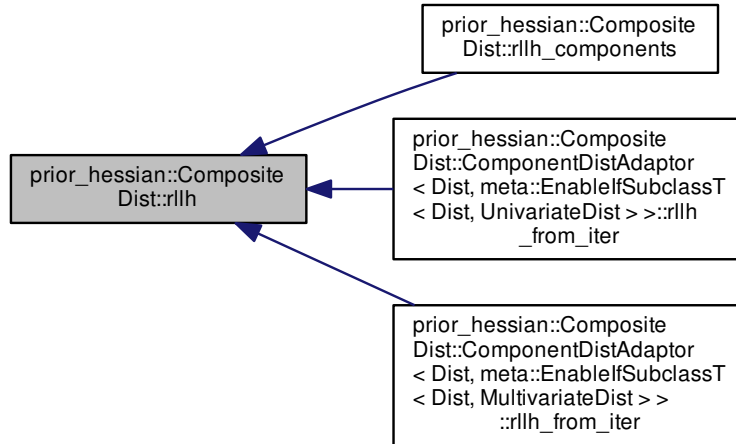 prior_hessian::Composite
Dist::rllh_components
prior_hessian::Composite
Dist::rllh
prior_hessian::Composite
Dist::ComponentDistAdaptor
< Dist, meta::EnableIfSubclassT
< Dist, UnivariateDist > >::rllh
_from_iter
prior_hessian::Composite
Dist::ComponentDistAdaptor
< Dist, meta::EnableIfSubclassT
< Dist, MultivariateDist > >
::rllh_from_iter